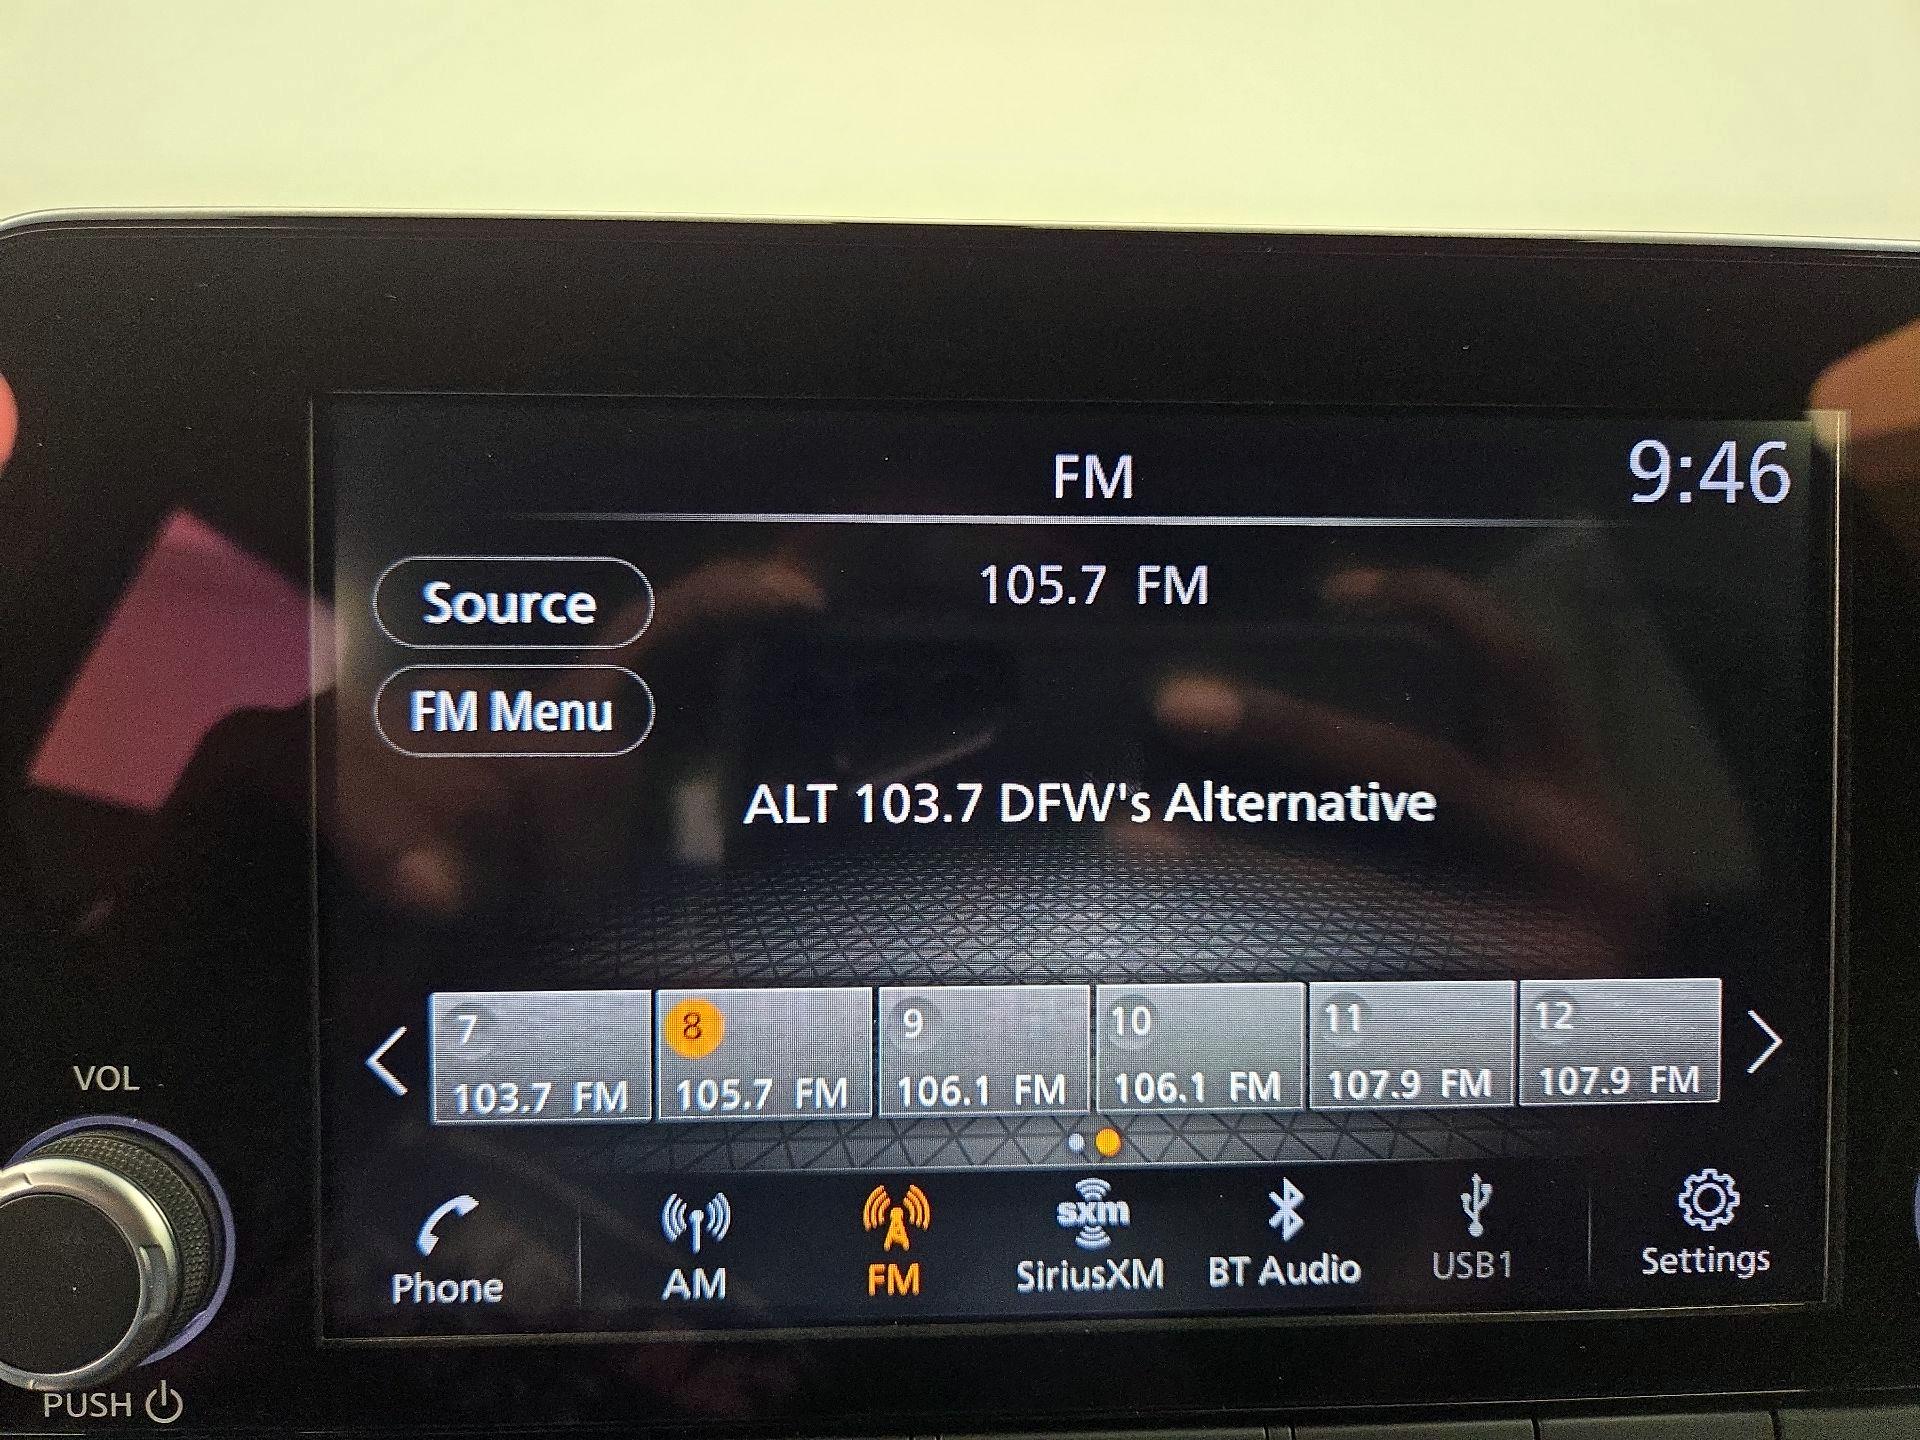 FM
9:46
Source
105.7 FM
FM Menu
ALT 103.7 DFW's Alternative
7
8
9
10
11
12
103.7 FM
105.7 FM
106.1 FM
106.1 FM
107.9 FM
107.9 FM
VOL
sxm
Phone
AM
FM
SiriusXM
BT Audio
USB1
Settings
PUSH